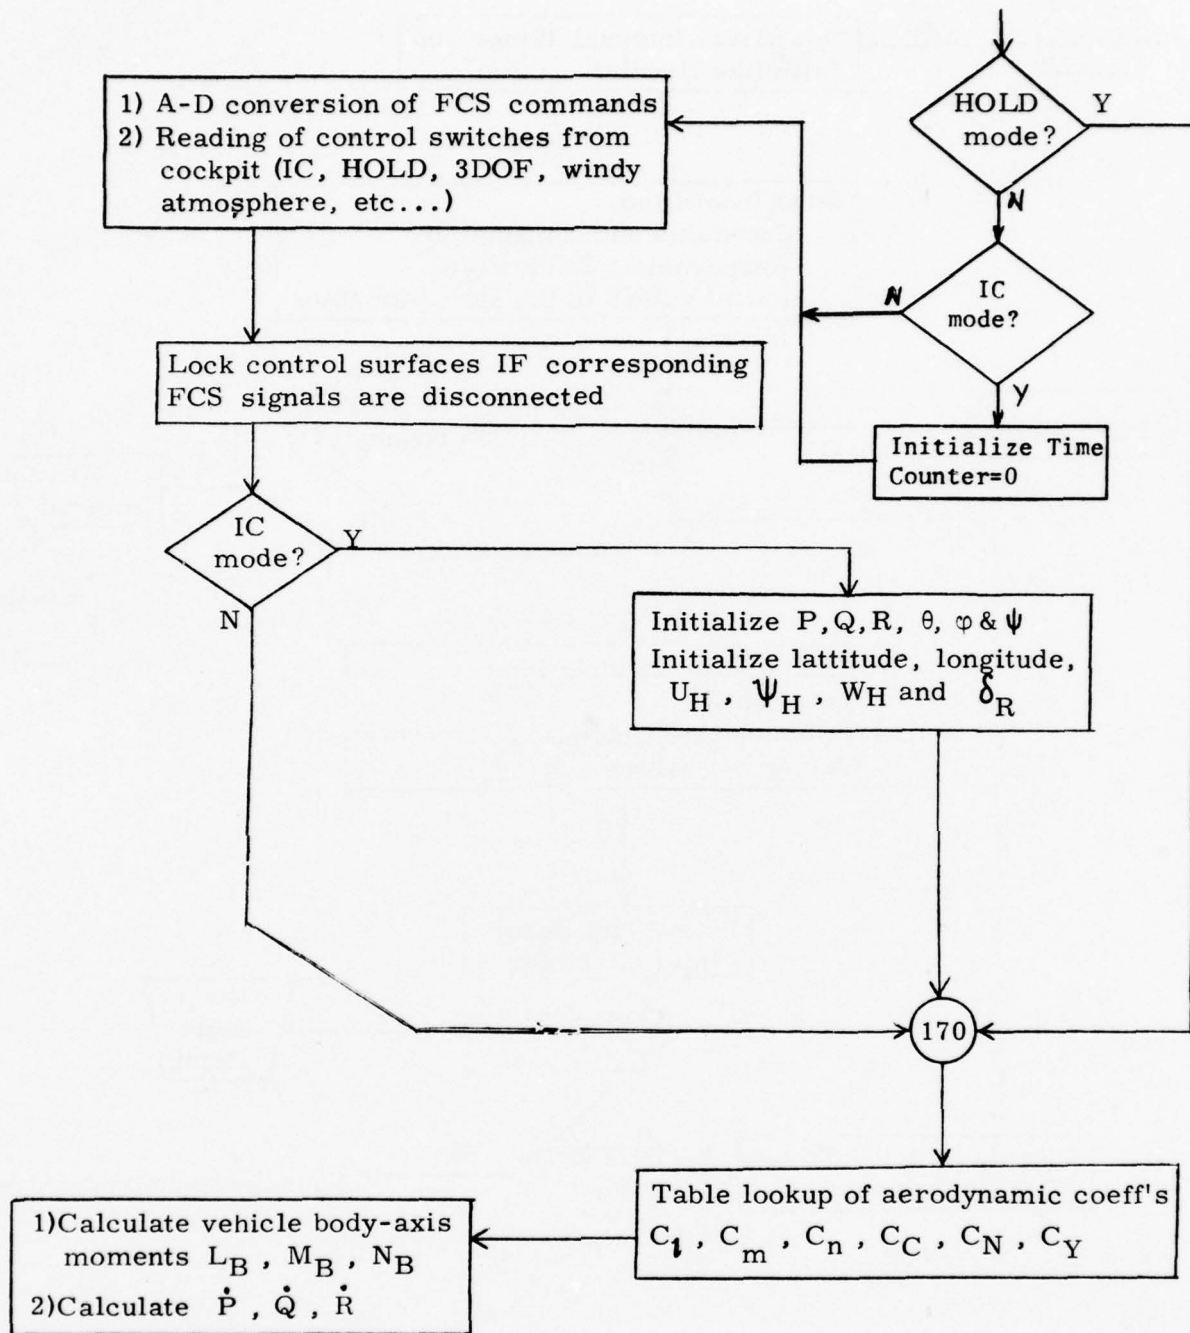 HOLD
mode?
Y
N
IC
mode?
N
Y
Initialize Time
Counter=0
1) A-D conversion of FCS commands
2) Reading of control switches from
cockpit (IC, HOLD, 3DOF, windy
atmosphere, etc...)
Lock control surfaces IF corresponding
FCS signals are disconnected
IC
mode?
Y
N
Initialize P,Q,R, θ, φ & ψ
Initialize lattitude, longitude,
U_H , ψ_H , W_H and δ_R
170
Table lookup of aerodynamic coeff's
C_l , C_m , C_n , C_C , C_N , C_Y
1)Calculate vehicle body-axis
moments L_B , M_B , N_B
2)Calculate Ṗ , Q̇ , Ṙ